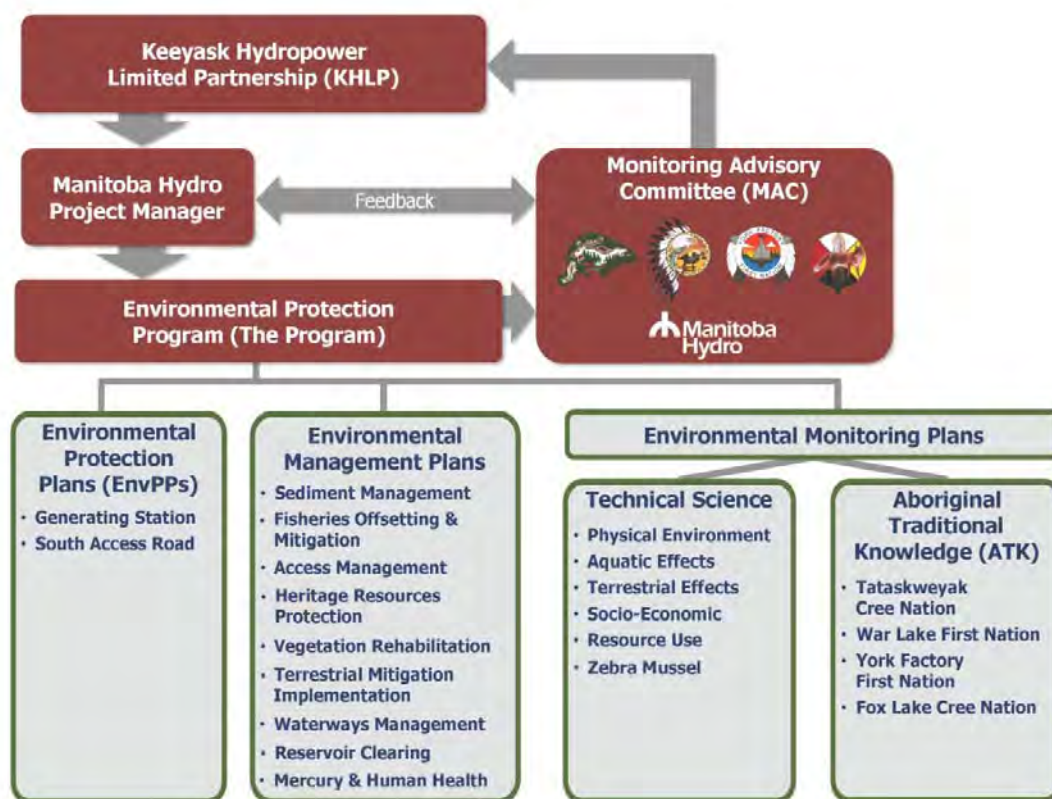 Keeyask Hydropower
Limited Partnership (KHLP)
Manitoba Hydro
Project Manager
Feedback
Monitoring Advisory
Committee (MAC)
Manitoba
Hydro
Environmental Protection
Program (The Program)
Environmental
Protection
Plans (EnvPPs)
· Generating Station
· South Access Road
Environmental
Management Plans
· Sediment Management
· Fisheries Offsetting &
Mitigation
· Access Management
· Heritage Resources
Protection
· Vegetation Rehabilitation
· Terrestrial Mitigation
Implementation
· Waterways Management
· Reservoir Clearing
· Mercury & Human Health
Environmental Monitoring Plans
Technical Science
· Physical Environment
· Aquatic Effects
· Terrestrial Effects
· Socio-Economic
· Resource Use
· Zebra Mussel
Aboriginal
Traditional
Knowledge (ATK)
· Tataskweyak
Cree Nation
· War Lake First Nation
· York Factory
First Nation
· Fox Lake Cree Nation